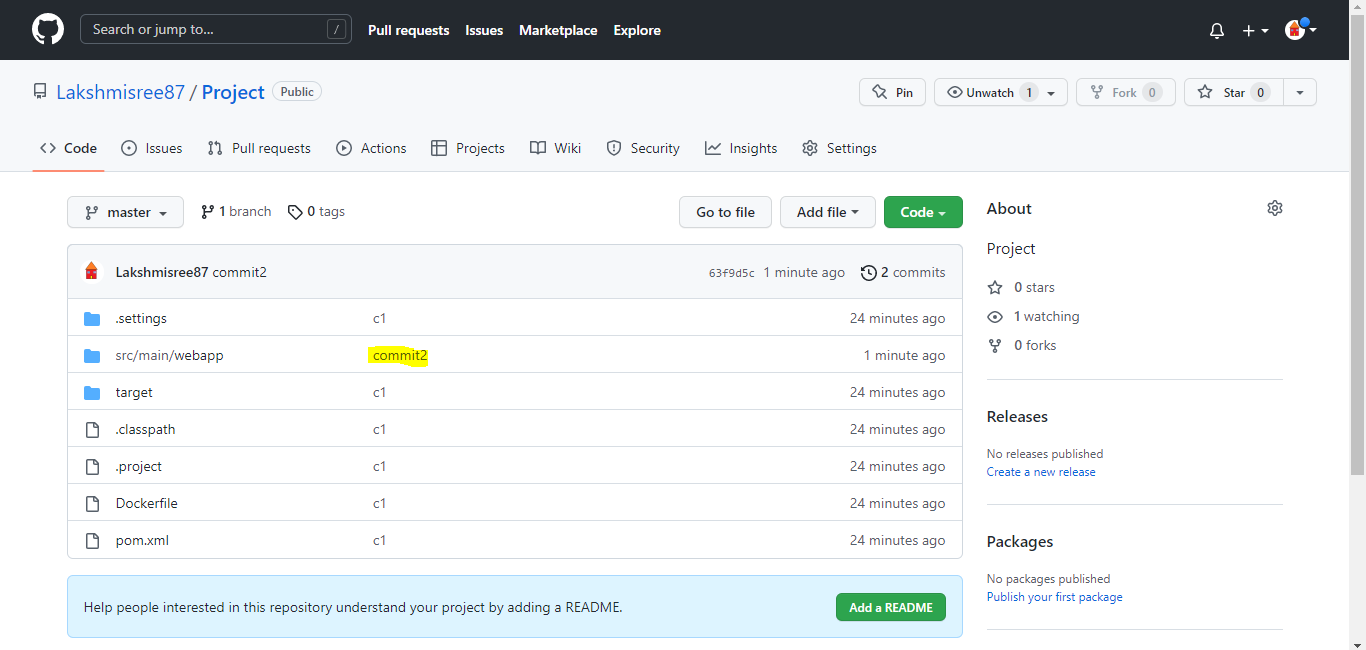 Search or jump to... /
Pull requests Issues Marketplace Explore
Lakshmisree87 / Project Public
Pin Unwatch 1 Fork 0 Star 0
Code Issues Pull requests Actions Projects Wiki Security Insights Settings
master 1 branch 0 tags Go to file Add file Code
Lakshmisree87 commit2 63f9d5c 1 minute ago 2 commits
.settings c1 24 minutes ago
src/main/webapp commit2 1 minute ago
target c1 24 minutes ago
.classpath c1 24 minutes ago
.project c1 24 minutes ago
Dockerfile c1 24 minutes ago
pom.xml c1 24 minutes ago
Help people interested in this repository understand your project by adding a README. Add a README
About
Project
0 stars
1 watching
0 forks
Releases
No releases published
Create a new release
Packages
No packages published
Publish your first package